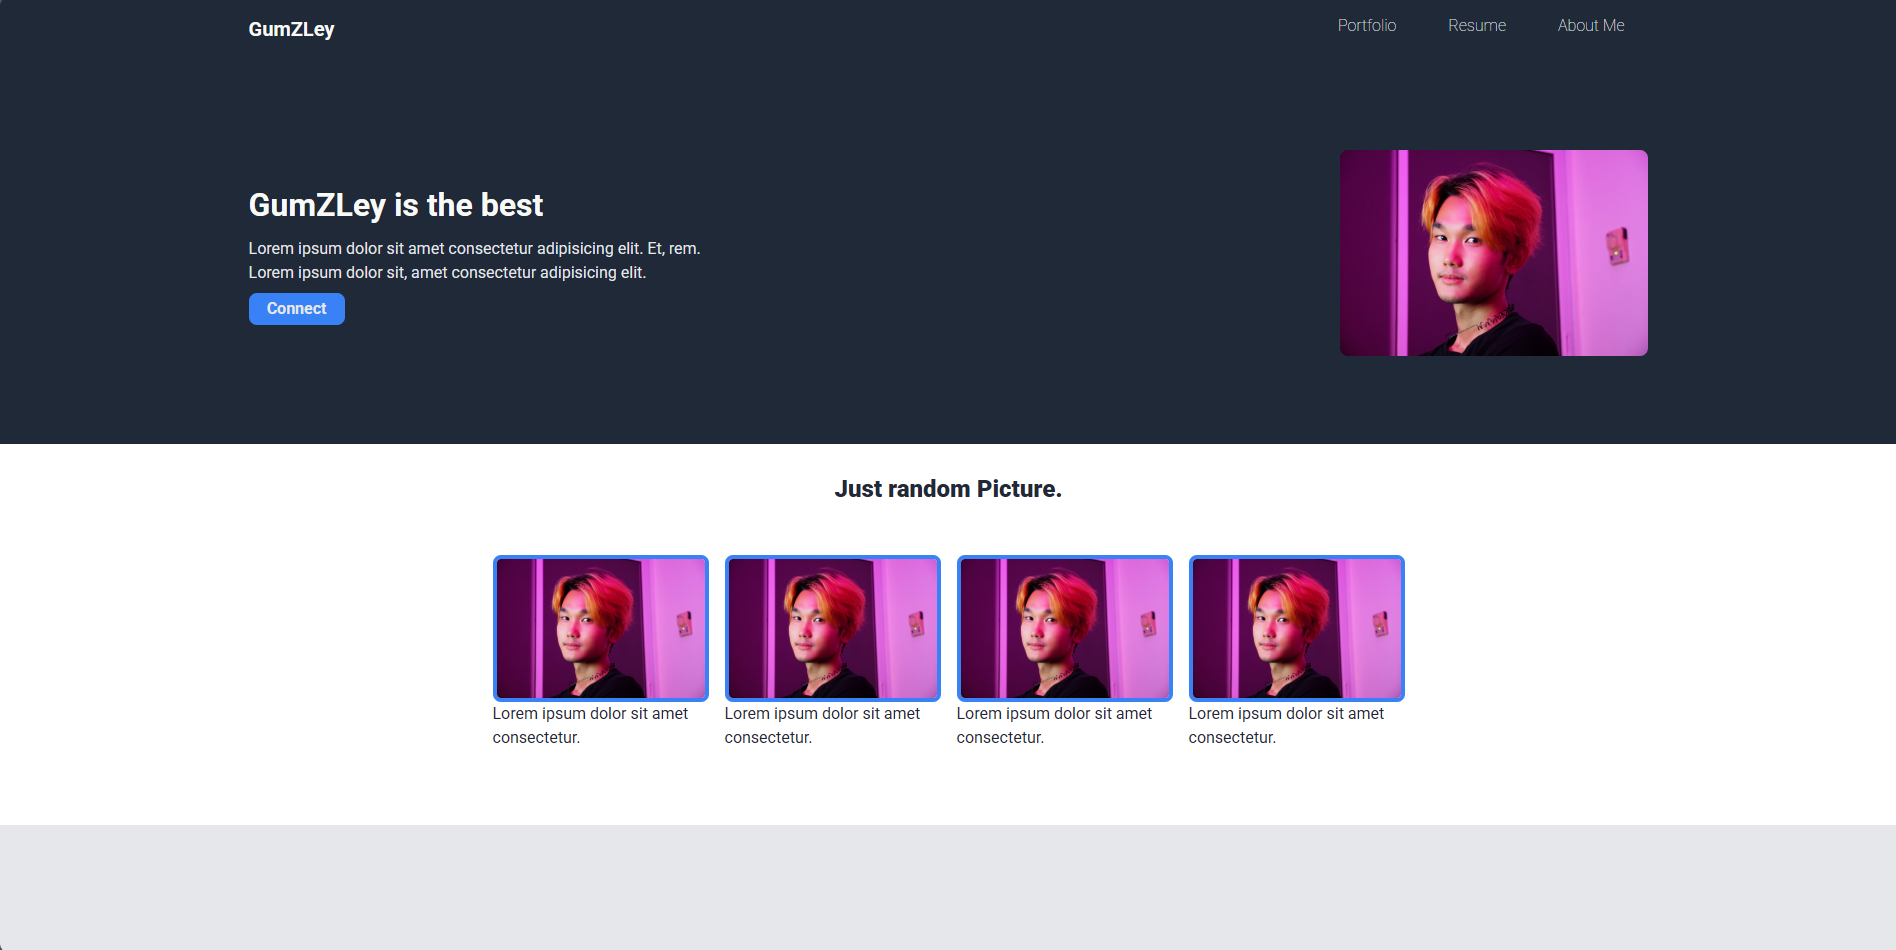 GumZLey
Portfolio
Resume
About Me
GumZLey is the best
Lorem ipsum dolor sit amet consectetur adipisicing elit. Et, rem.
Lorem ipsum dolor sit, amet consectetur adipisicing elit.
Connect
Just random Picture.
Lorem ipsum dolor sit amet
consectetur.
Lorem ipsum dolor sit amet
consectetur.
Lorem ipsum dolor sit amet
consectetur.
Lorem ipsum dolor sit amet
consectetur.